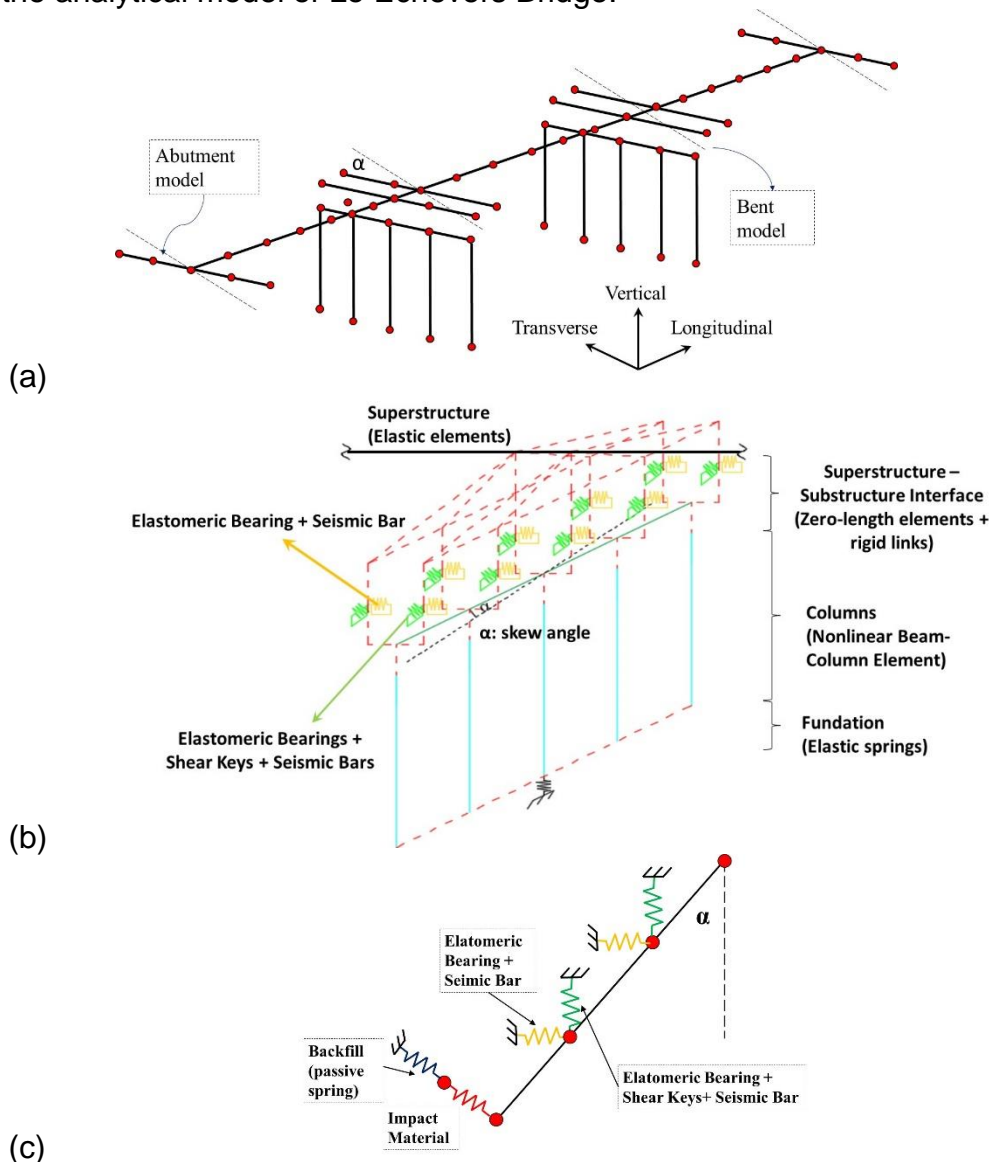 the analytical model of Lo Echevers Bridge.
Abutment
model
α
Bent
model
Vertical
Transverse
Longitudinal
(a)
Superstructure
(Elastic elements)
Elastomeric Bearing + Seismic Bar
Superstructure –
Substructure Interface
(Zero-length elements +
rigid links)
α
α: skew angle
Columns
(Nonlinear Beam-
Column Element)
Elastomeric Bearings +
Shear Keys + Seismic Bars
Fundation
(Elastic springs)
(b)
α
Elatomeric
Bearing +
Seimic Bar
Backfill
(passive
spring)
Elatomeric Bearing +
Shear Keys+ Seismic Bar
Impact
Material
(c)